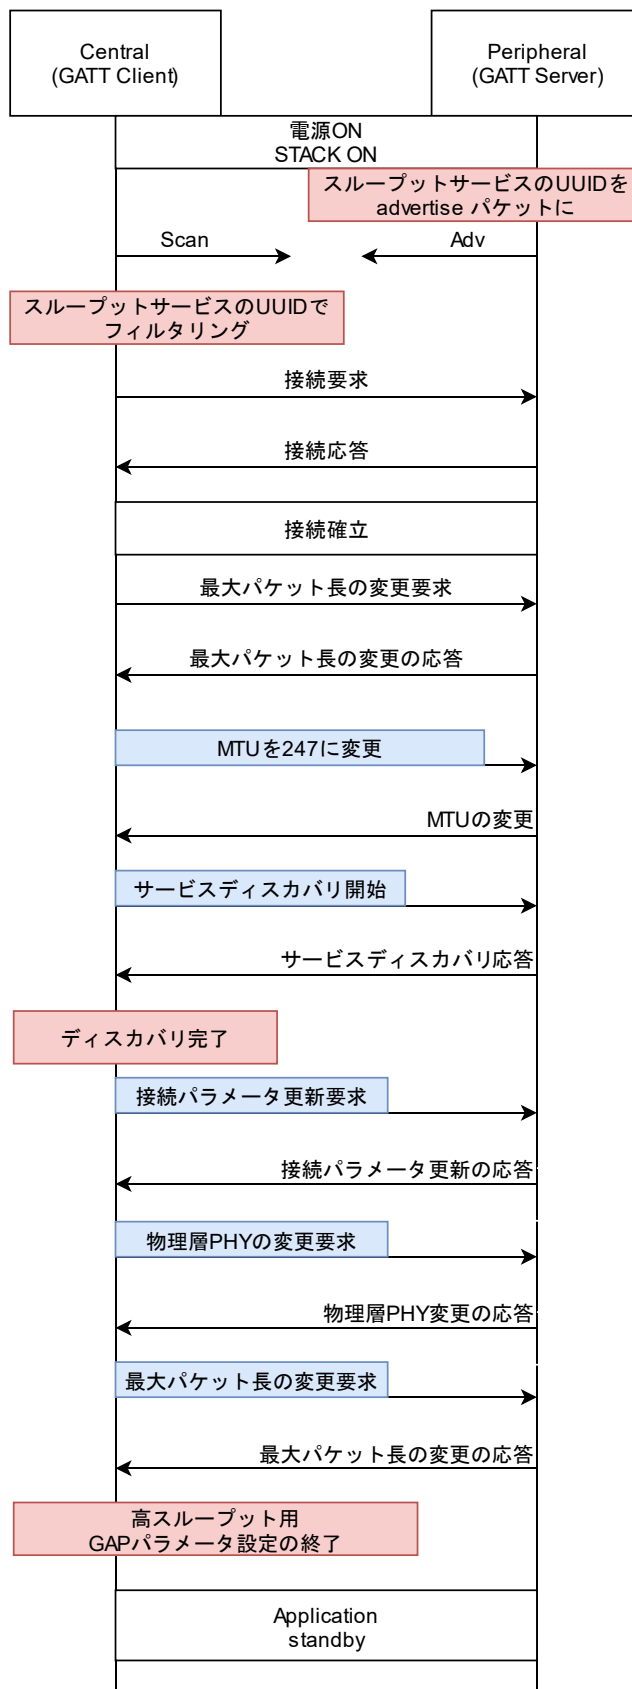 Central
(GATT Client)
Peripheral
(GATT Server)
電源ON
STACK ON
スループットサービスのUUIDを
advertise パケットに
Scan
Adv
スループットサービスのUUIDで
フィルタリング
接続要求
接続応答
接続確立
最大パケット長の変更要求
最大パケット長の変更の応答
MTUを247に変更
MTUの変更
サービスディスカバリ開始
サービスディスカバリ応答
ディスカバリ完了
接続パラメータ更新要求
接続パラメータ更新の応答
物理層PHYの変更要求
物理層PHY変更の応答
最大パケット長の変更要求
最大パケット長の変更の応答
高スループット用
GAPパラメータ設定の終了
Application
standby